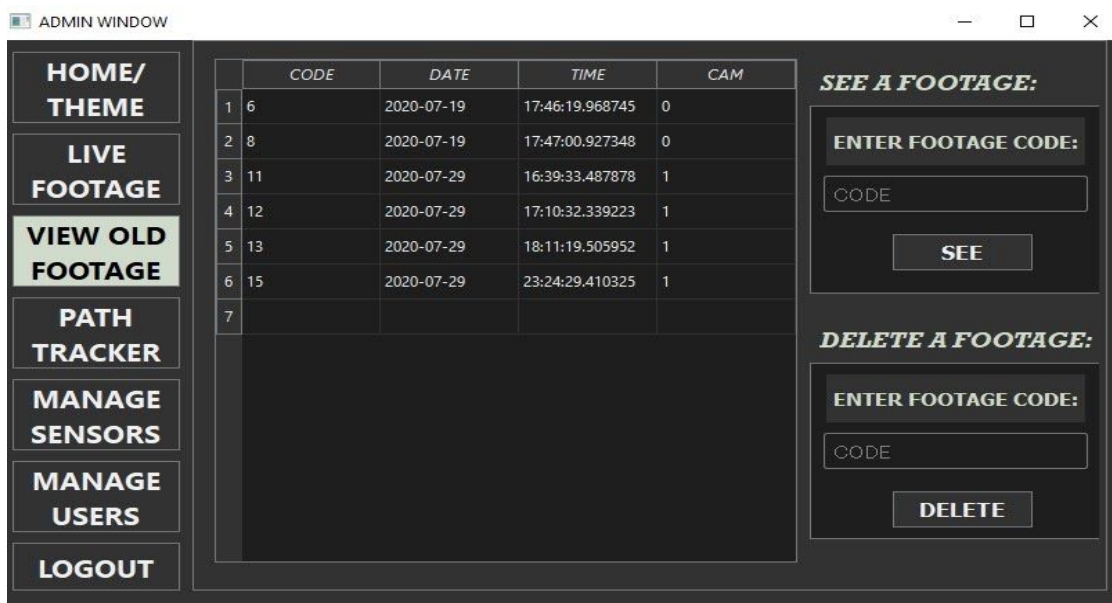 ADMIN WINDOW
HOME/
THEME
LIVE
FOOTAGE
VIEW OLD
FOOTAGE
PATH
TRACKER
MANAGE
SENSORS
MANAGE
USERS
LOGOUT
CODE DATE TIME CAM
1 6 2020-07-19 17:46:19.968745 0
2 8 2020-07-19 17:47:00.927348 0
3 11 2020-07-29 16:39:33.487878 1
4 12 2020-07-29 17:10:32.339223 1
5 13 2020-07-29 18:11:19.505952 1
6 15 2020-07-29 23:24:29.410325 1
7
SEE A FOOTAGE:
ENTER FOOTAGE CODE:
CODE
SEE
DELETE A FOOTAGE:
ENTER FOOTAGE CODE:
CODE
DELETE